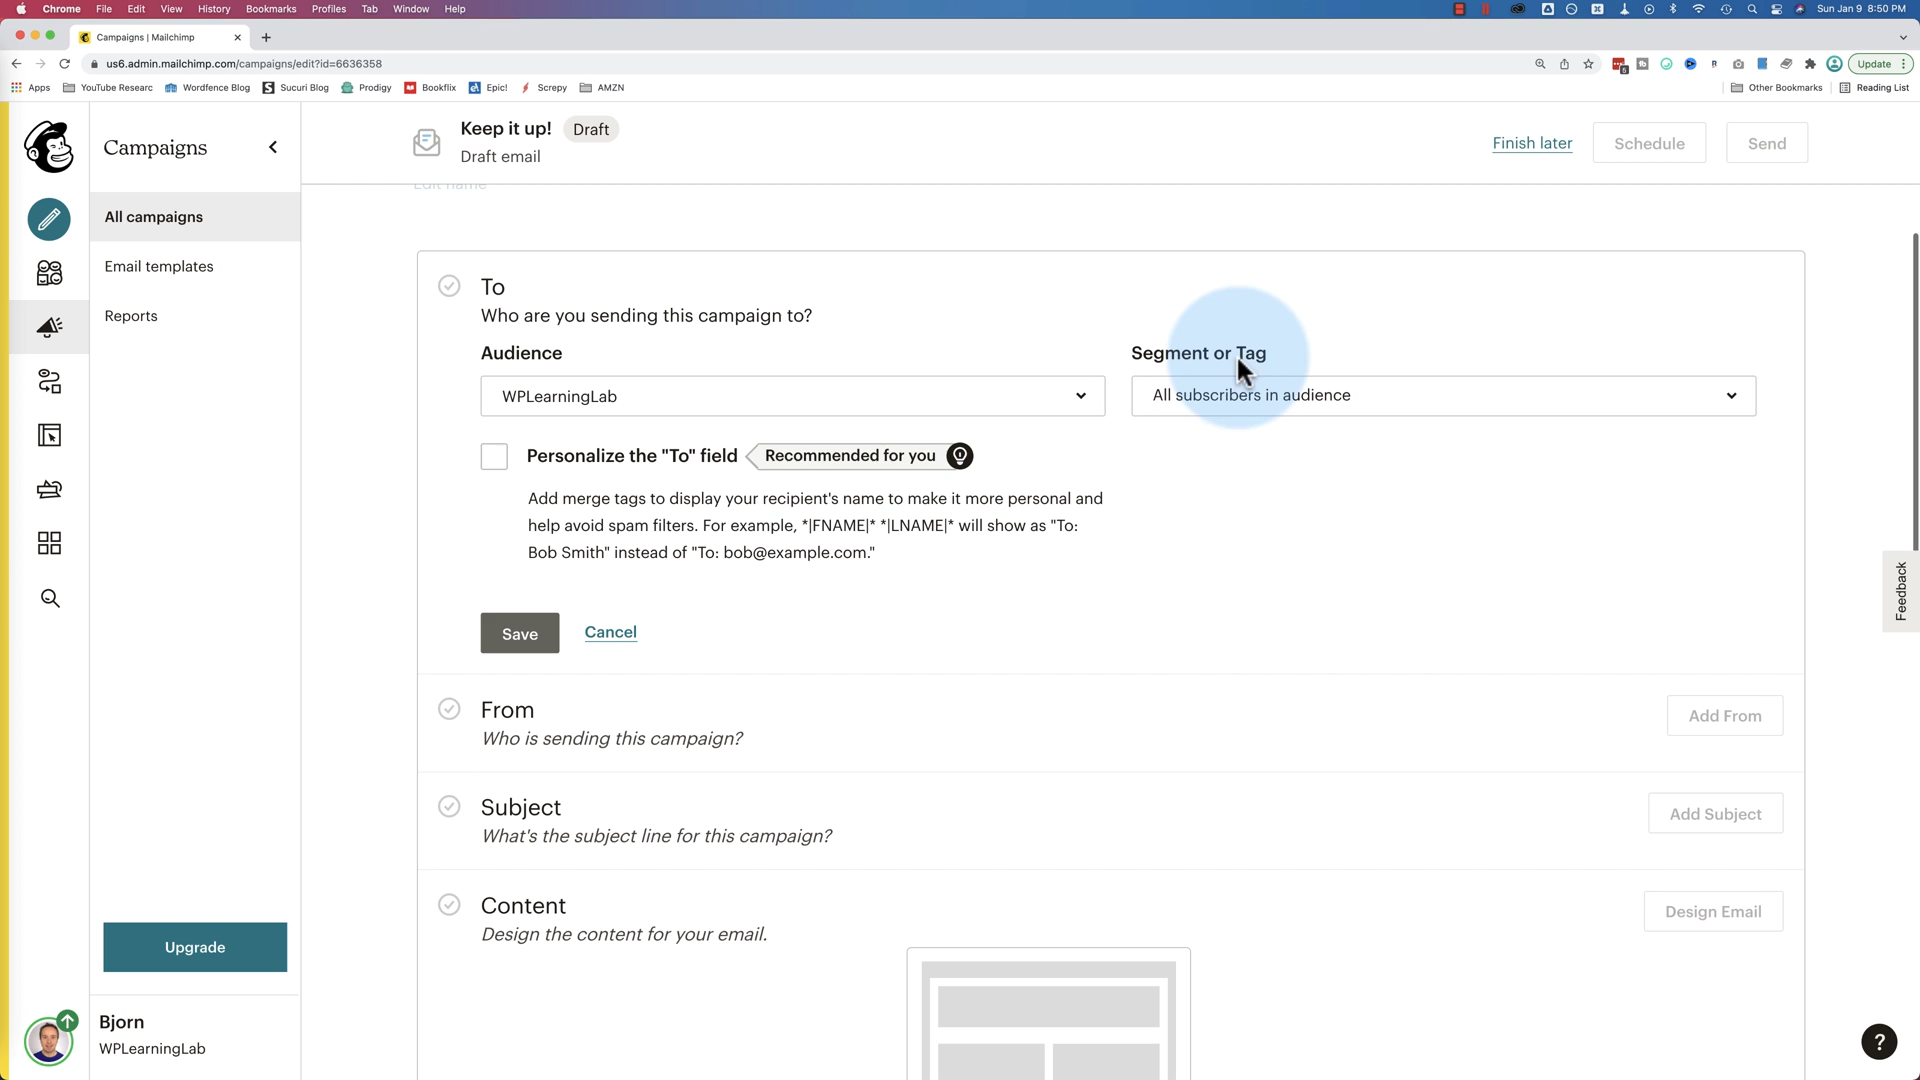 Chrome File Edit View History Bookmarks Profiles Tab Window Help Sun Jan 9 8:50 PM
Campaigns | Mailchimp
us6.admin.mailchimp.com/campaigns/edit?id=6636358 Update
Apps YouTube Researc Wordfence Blog Sucuri Blog Prodigy Bookflix Epic! Screpy AMZN Other Bookmarks Reading List
Campaigns
All campaigns
Email templates
Reports
Upgrade
Bjorn
WPLearningLab
Keep it up! Draft
Draft email
Finish later Schedule Send
Edit name
To
Who are you sending this campaign to?
Audience Segment or Tag
WPLearningLab All subscribers in audience
Personalize the "To" field Recommended for you
Add merge tags to display your recipient's name to make it more personal and
help avoid spam filters. For example, *|FNAME|* *|LNAME|* will show as "To:
Bob Smith" instead of "To: bob@example.com."
Save Cancel
From
Who is sending this campaign?
Add From
Subject
What's the subject line for this campaign?
Add Subject
Content
Design the content for your email.
Design Email
Feedback
?